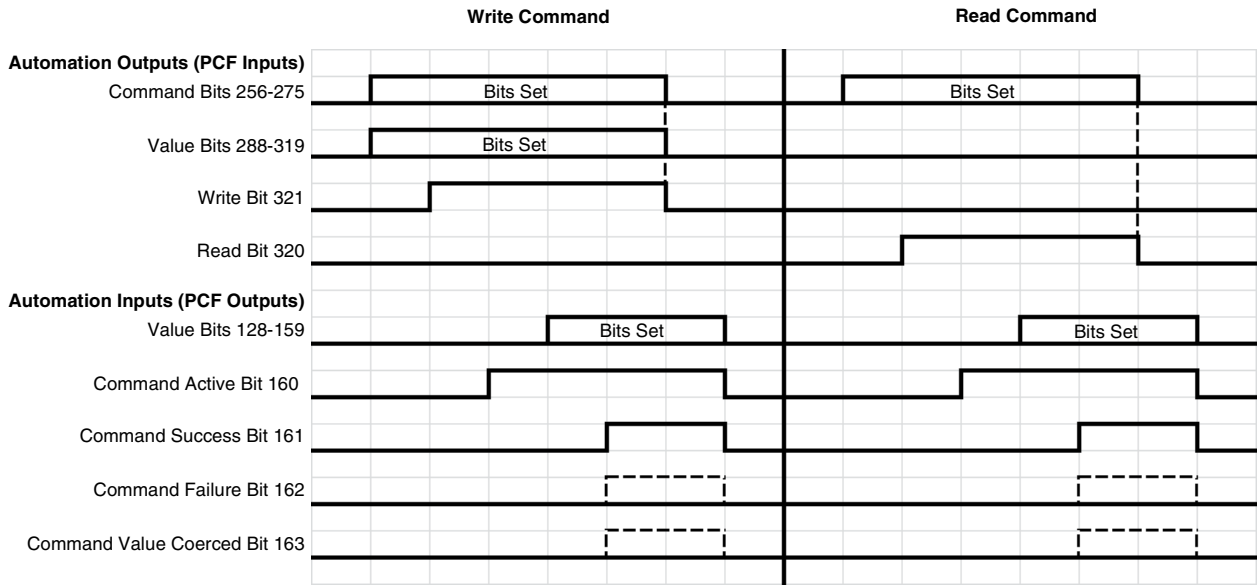 Write Command
Read Command
Automation Outputs (PCF Inputs)
Command Bits 256-275
Bits Set
Bits Set
Value Bits 288-319
Bits Set
Write Bit 321
Read Bit 320
Automation Inputs (PCF Outputs)
Value Bits 128-159
Bits Set
Bits Set
Command Active Bit 160
Command Success Bit 161
Command Failure Bit 162
Command Value Coerced Bit 163